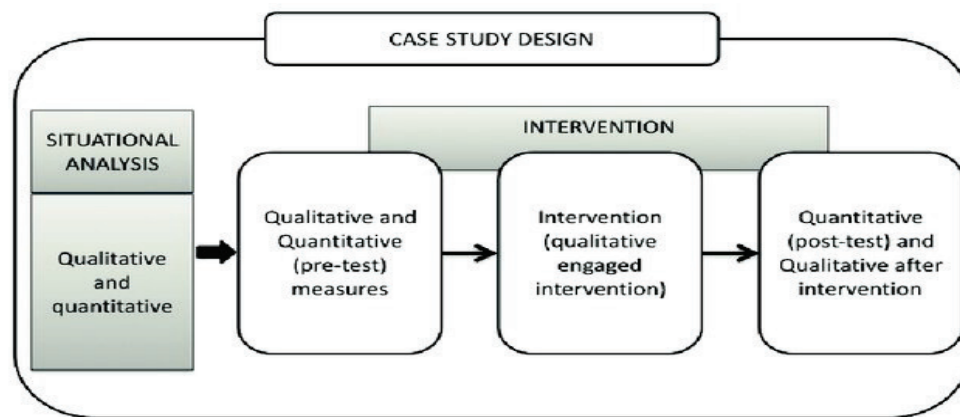 CASE STUDY DESIGN
SITUATIONAL
ANALYSIS
Qualitative
and
quantitative
INTERVENTION
Qualitative and
Quantitative
(pre-test)
measures
Intervention
(qualitative
engaged
intervention)
Quantitative
(post-test) and
Qualitative after
intervention